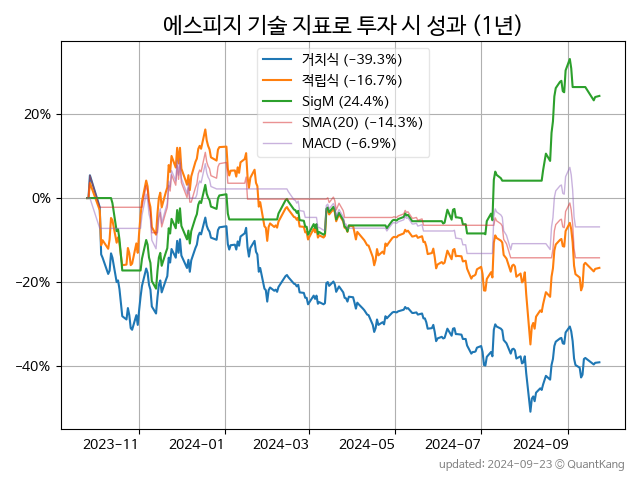 에스피지 기술 지표로 투자 시 성과 (1년)
거치식 (−39.3%)
적립식 (−16.7%)
SigM (24.4%)
SMA(20) (−14.3%)
MACD (−6.9%)
20%
0%
−20%
−40%
2023-11 2024-01 2024-03 2024-05 2024-07 2024-09
updated: 2024-09-23 © QuantKang